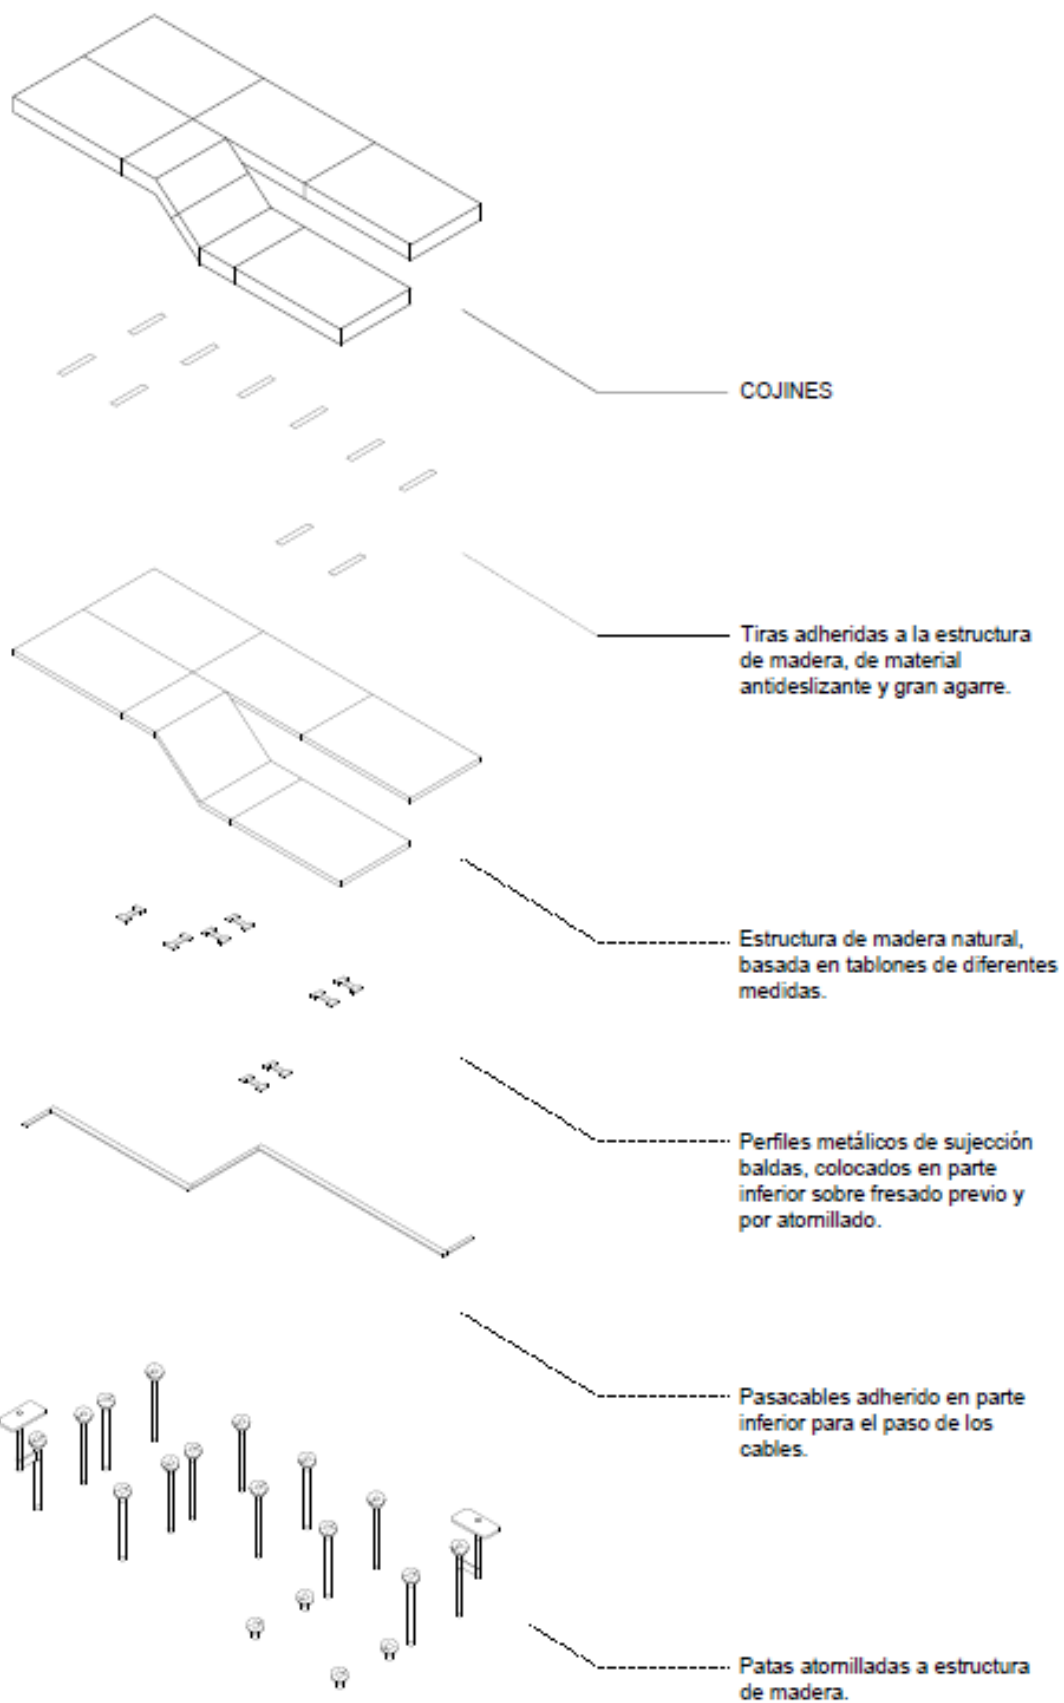 COJINES
Tiras adheridas a la estructura
de madera, de material
antideslizante y gran agarre.
Estructura de madera natural,
basada en tablones de diferentes
medidas.
Perfiles metálicos de sujección
baldas, colocados en parte
inferior sobre fresado previo y
por atornillado.
Pasacables adherido en parte
inferior para el paso de los
cables.
Patas atornilladas a estructura
de madera.